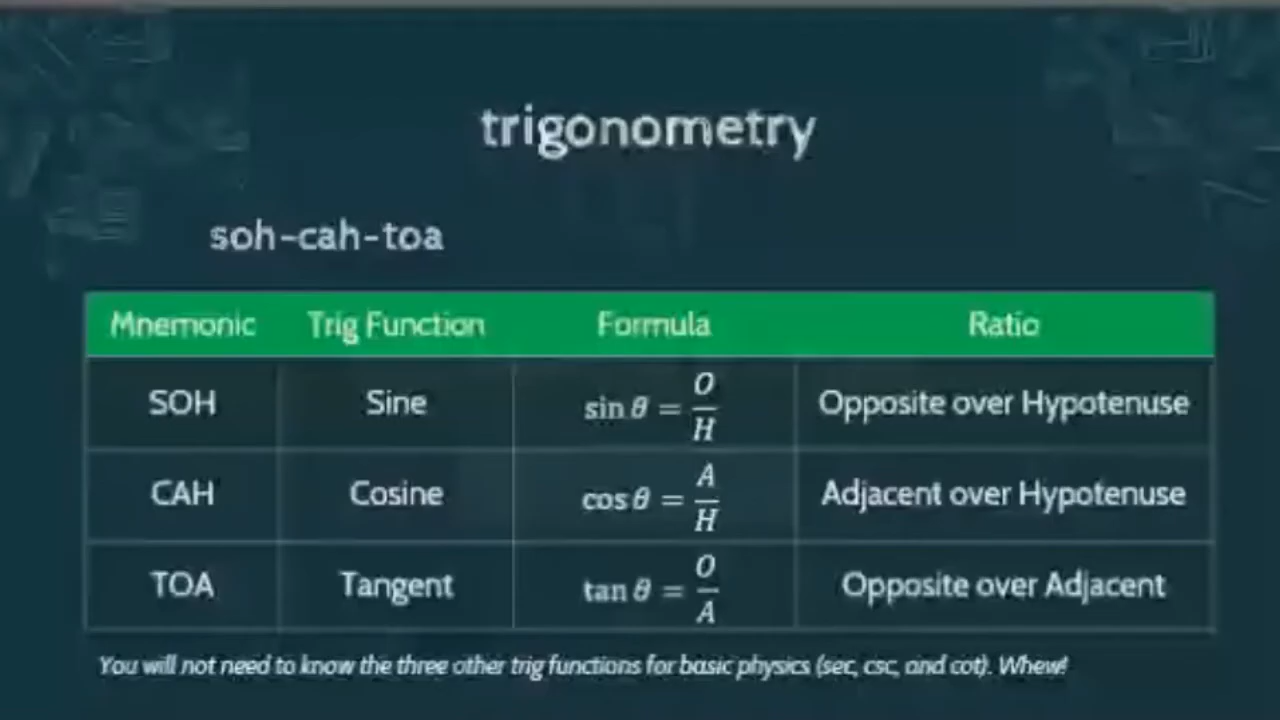 trigonometry
soh-cah-toa
Mnemonic Trig Function Formula Ratio
SOH Sine sin θ = O/H Opposite over Hypotenuse
CAH Cosine cos θ = A/H Adjacent over Hypotenuse
TOA Tangent tan θ = O/A Opposite over Adjacent
You will not need to know the three other trig functions for basic physics (sec, csc, and cot). Whew!